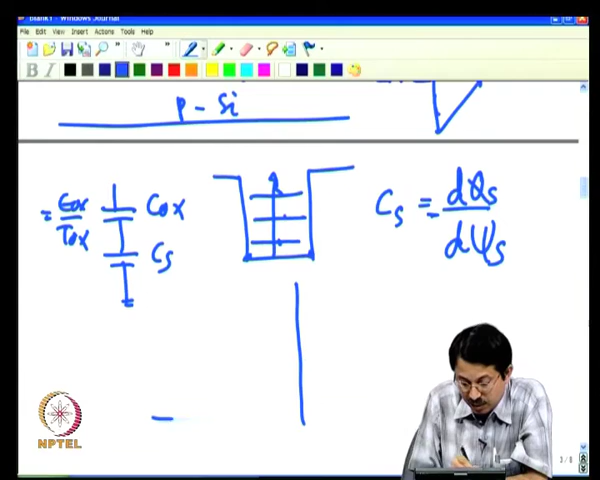 Blank1 - Windows Journal
File Edit View Insert Actions Tools Help
B I
p - Si
= Eox / Tox Cox
Cs
Cs = dQs / dψs
NPTEL
3/8